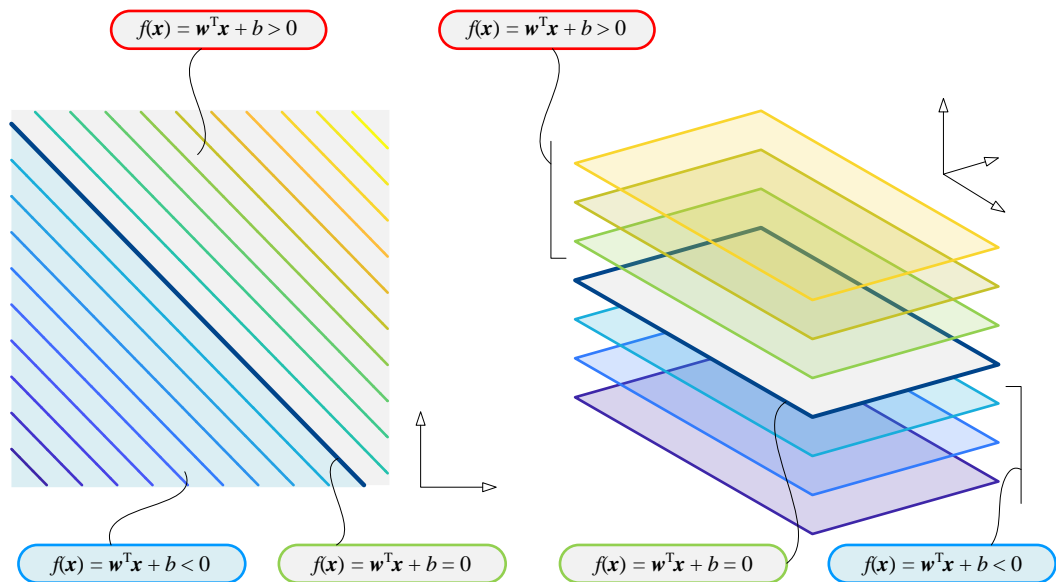 f(x) = wᵀx + b > 0
f(x) = wᵀx + b > 0
f(x) = wᵀx + b < 0
f(x) = wᵀx + b = 0
f(x) = wᵀx + b = 0
f(x) = wᵀx + b < 0